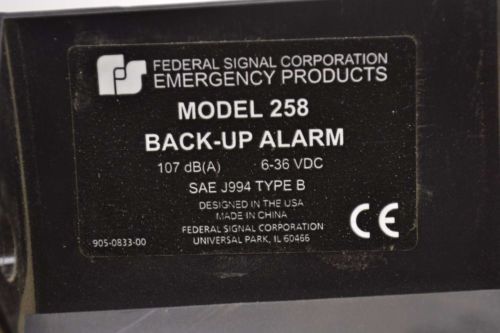 FEDERAL SIGNAL CORPORATION
EMERGENCY PRODUCTS
MODEL 258
BACK-UP ALARM
107 dB(A) 6-36 VDC
SAE J994 TYPE B
DESIGNED IN THE USA
MADE IN CHINA
FEDERAL SIGNAL CORPORATION
UNIVERSAL PARK, IL 60466
905-0833-00
CE